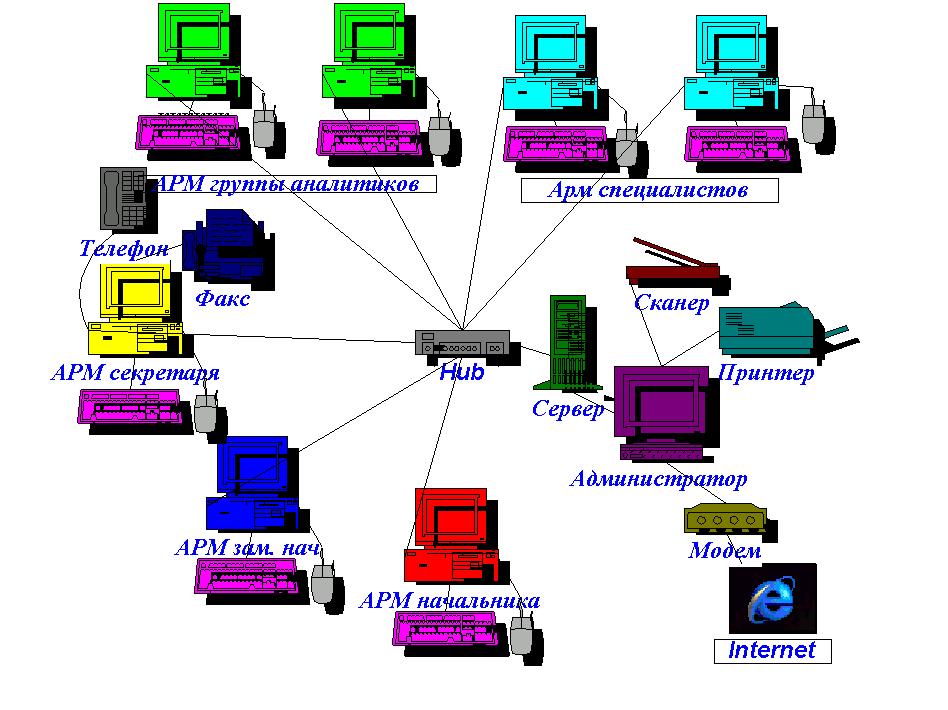 АРМ группы аналитиков
Арм специалистов
Телефон
Факс
Сканер
АРМ секретаря
Hub
Принтер
Сервер
Администратор
АРМ зам. нач.
Модем
АРМ начальника
Internet